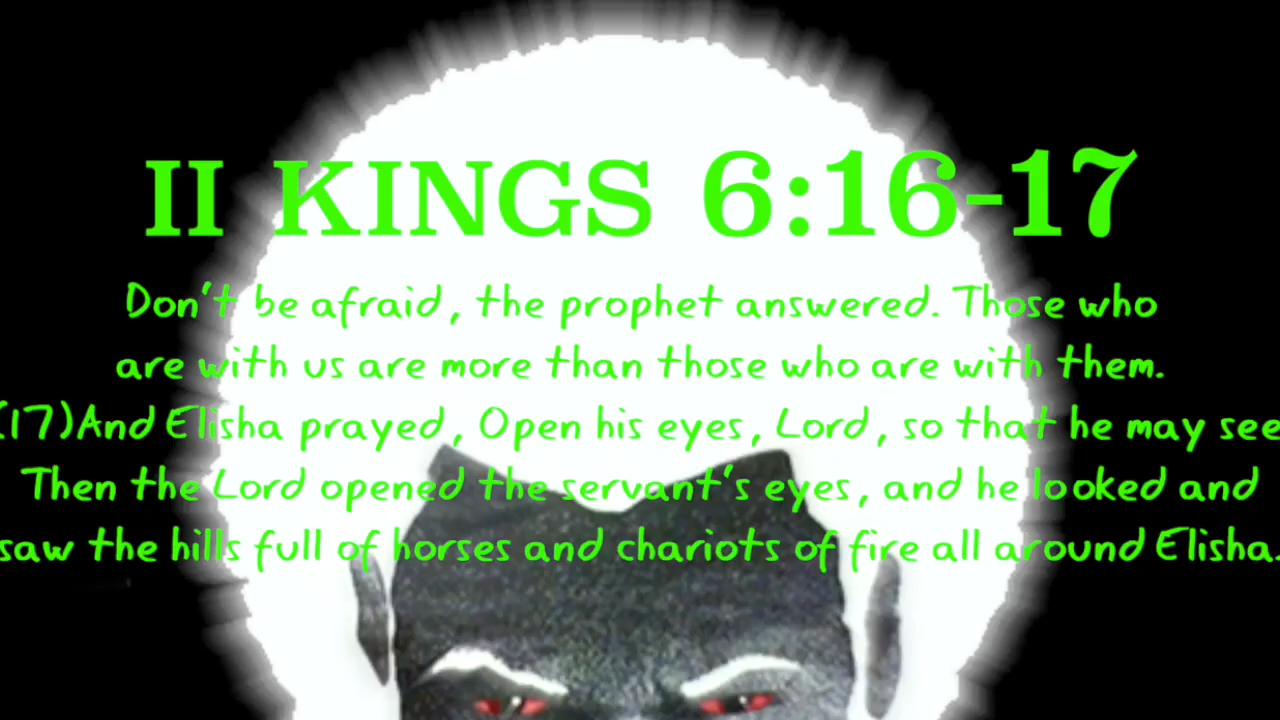 II KINGS 6:16-17
Don't be afraid, the prophet answered. Those who
are with us are more than those who are with them.
(17)And Elisha prayed, Open his eyes, Lord, so that he may see
Then the Lord opened the servant's eyes, and he looked and
saw the hills full of horses and chariots of fire all around Elisha.